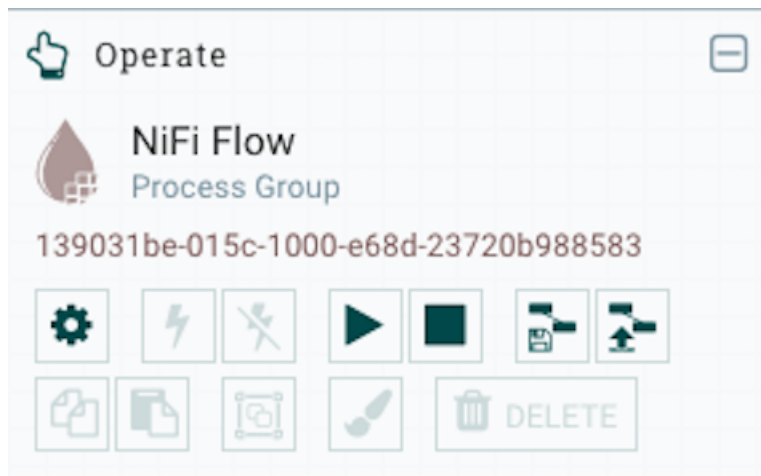 Operate
NiFi Flow
Process Group
139031be-015c-1000-e68d-23720b988583
DELETE